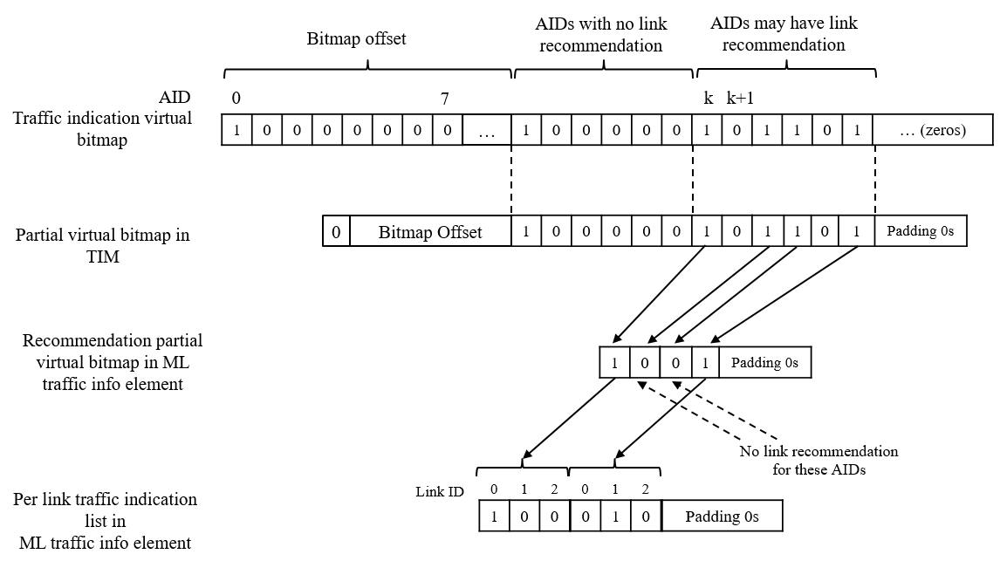 Bitmap offset
AIDs with no link
recommendation
AIDs may have link
recommendation
AID 0 7 k k+1
Traffic indication virtual
bitmap
1 0 0 0 0 0 0 0 … 1 0 0 0 0 0 1 0 1 1 0 1 … (zeros)
Partial virtual bitmap in
TIM
0 Bitmap Offset 1 0 0 0 0 0 1 0 1 1 0 1 Padding 0s
Recommendation partial
virtual bitmap in ML
traffic info element
1 0 0 1 Padding 0s
No link recommendation
for these AIDs
Link ID 0 1 2 0 1 2
Per link traffic indication
list in
ML traffic info element
1 0 0 0 1 0 Padding 0s